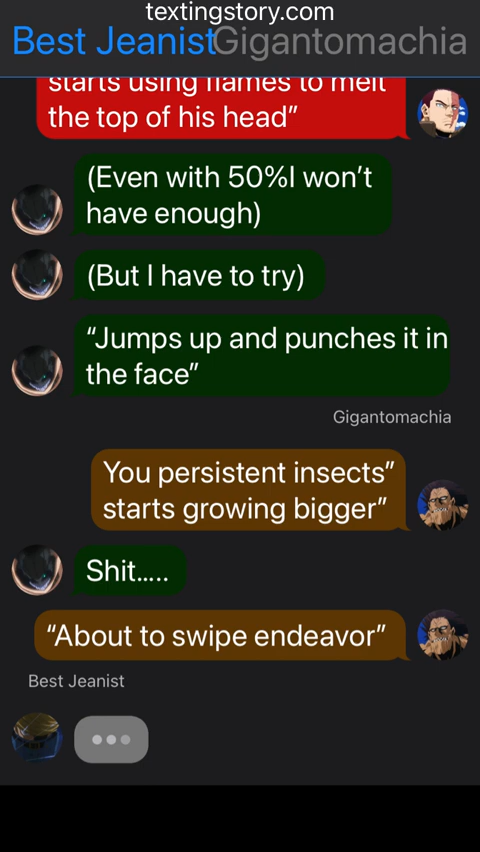 textingstory.com
Best Jeanist Gigantomachia
starts using flames to melt
the top of his head”
(Even with 50%I won’t
have enough)
(But I have to try)
“Jumps up and punches it in
the face”
Gigantomachia
You persistent insects”
starts growing bigger”
Shit.....
“About to swipe endeavor”
Best Jeanist